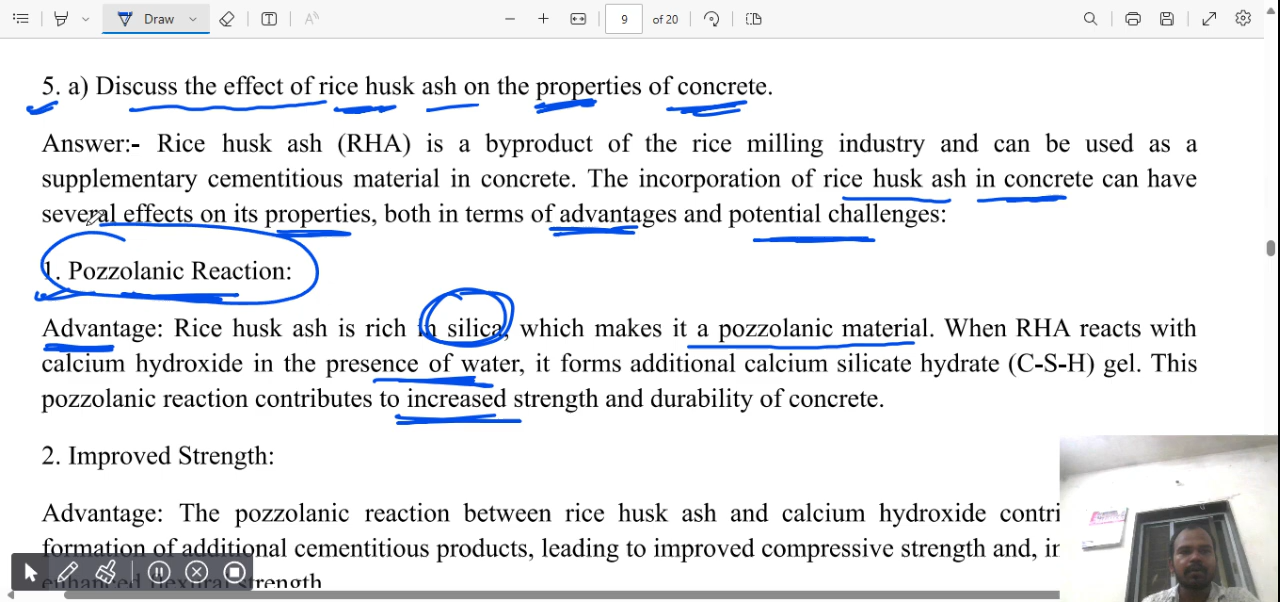 Draw
9 of 20
5. a) Discuss the effect of rice husk ash on the properties of concrete.
Answer:- Rice husk ash (RHA) is a byproduct of the rice milling industry and can be used as a
supplementary cementitious material in concrete. The incorporation of rice husk ash in concrete can have
several effects on its properties, both in terms of advantages and potential challenges:
1. Pozzolanic Reaction:
Advantage: Rice husk ash is rich in silica, which makes it a pozzolanic material. When RHA reacts with
calcium hydroxide in the presence of water, it forms additional calcium silicate hydrate (C-S-H) gel. This
pozzolanic reaction contributes to increased strength and durability of concrete.
2. Improved Strength:
Advantage: The pozzolanic reaction between rice husk ash and calcium hydroxide contri
formation of additional cementitious products, leading to improved compressive strength and, in
enhanced flexural strength